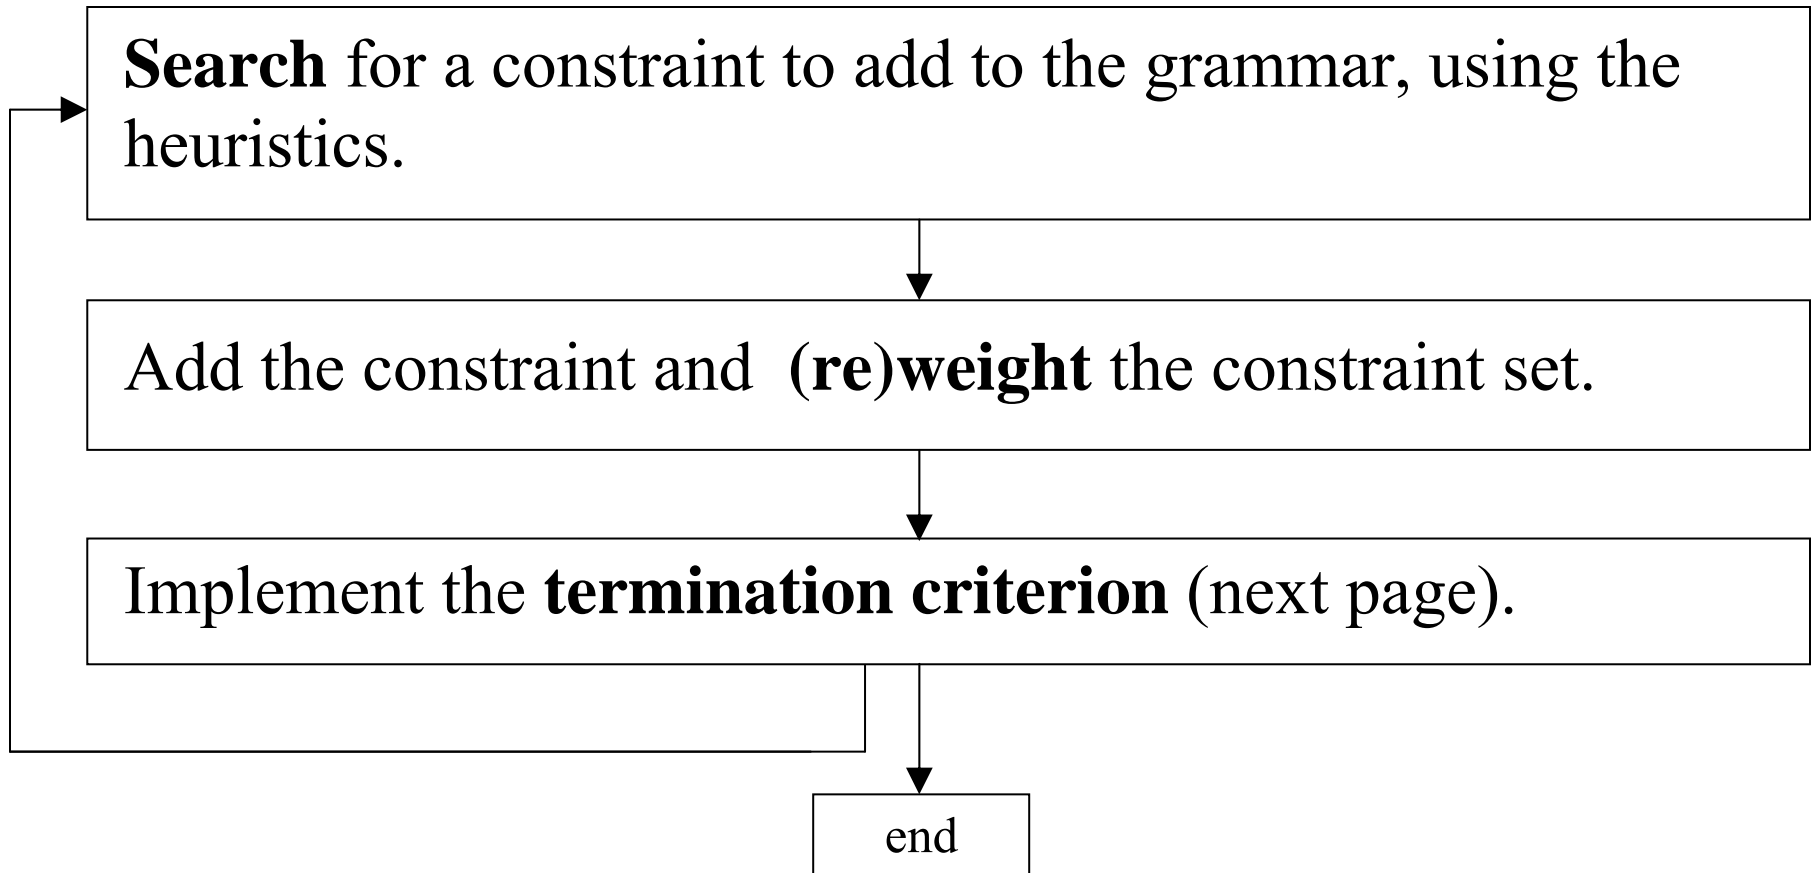 Search for a constraint to add to the grammar, using the
heuristics.
Add the constraint and (re)weight the constraint set.
Implement the termination criterion (next page).
end